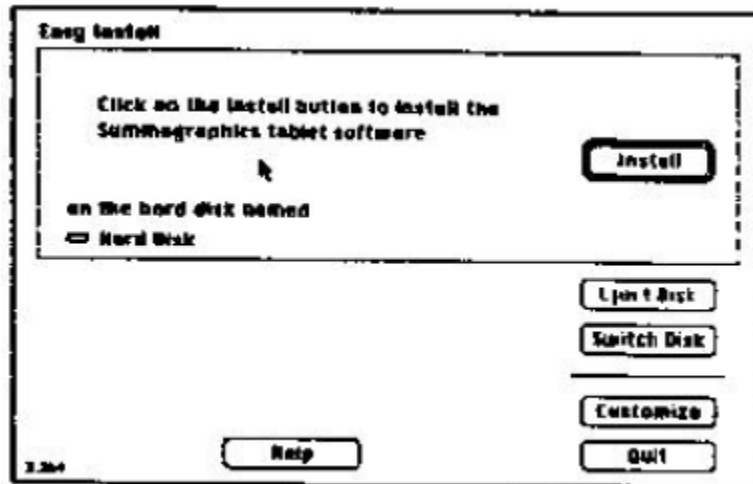 Easy Install
Click on the Install button to install the
Summagraphics tablet software
Install
on the hard disk named
Hard Disk
Eject Disk
Switch Disk
Customize
Help
Quit